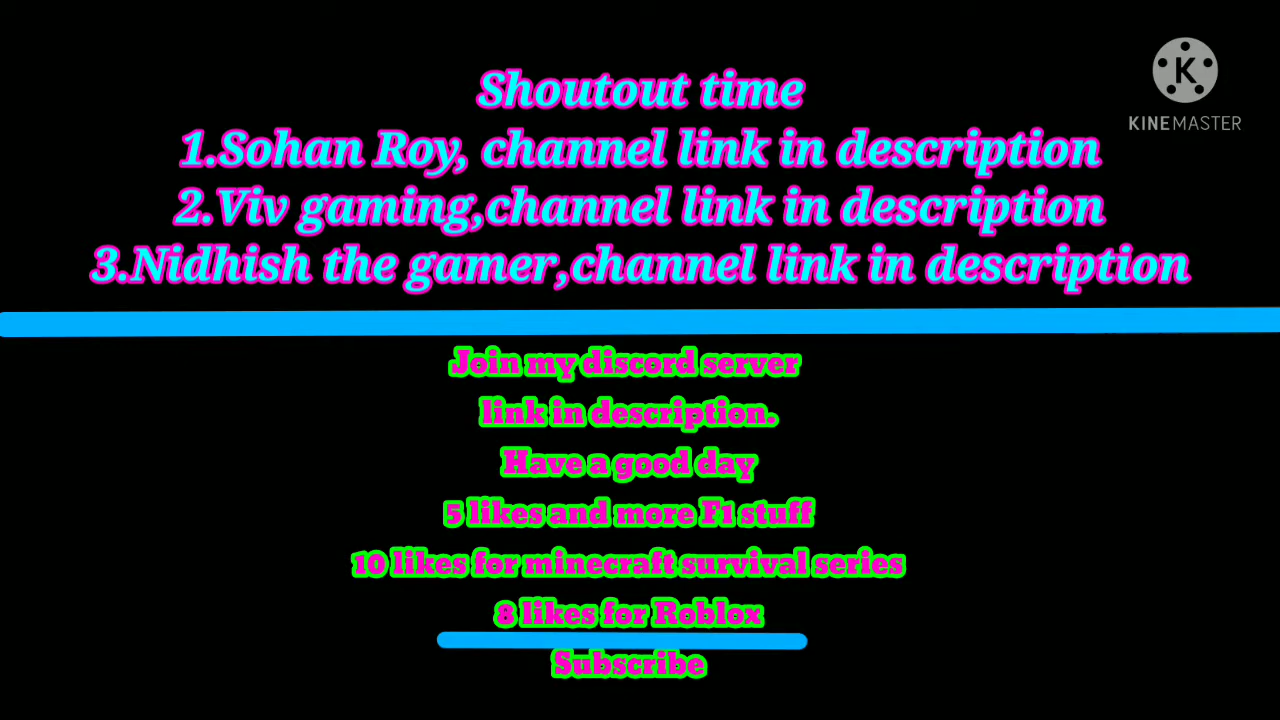 Shoutout time
1.Sohan Roy, channel link in description
2.Viv gaming,channel link in description
3.Nidhish the gamer,channel link in description
KINEMASTER
Join my discord server
link in description.
Have a good day
5 likes and more F1 stuff
10 likes for minecraft survival series
8 likes for Roblox
Subscribe